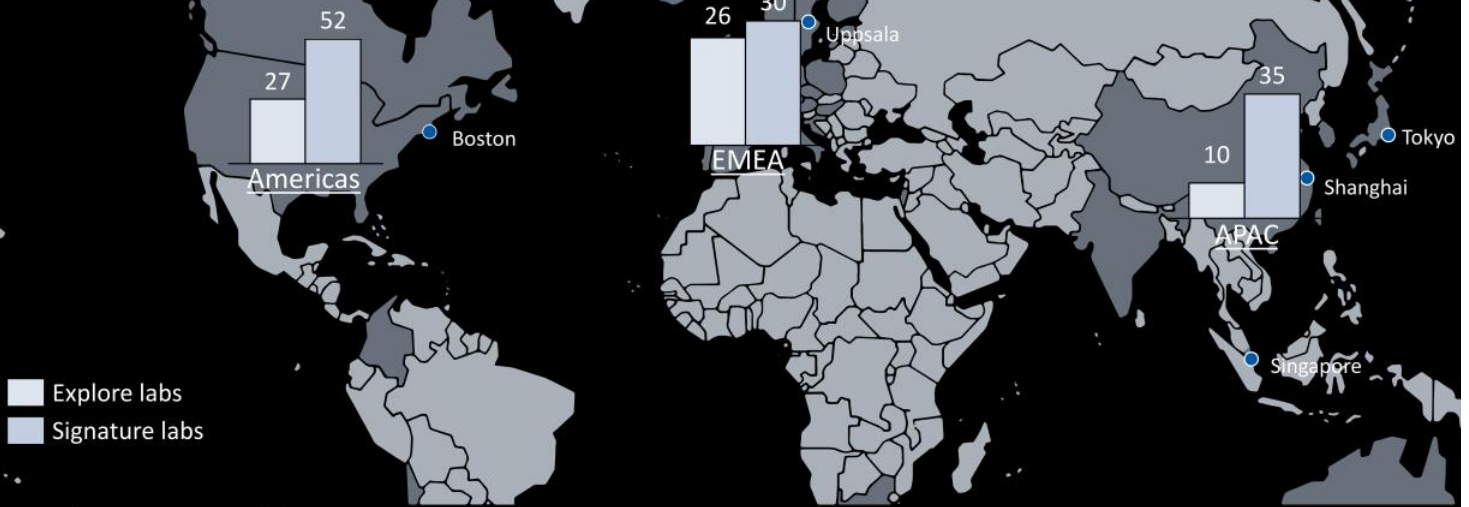 52
27
Boston
Americas
26
30
Uppsala
EMEA
35
10
Tokyo
Shanghai
APAC
Singapore
Explore labs
Signature labs